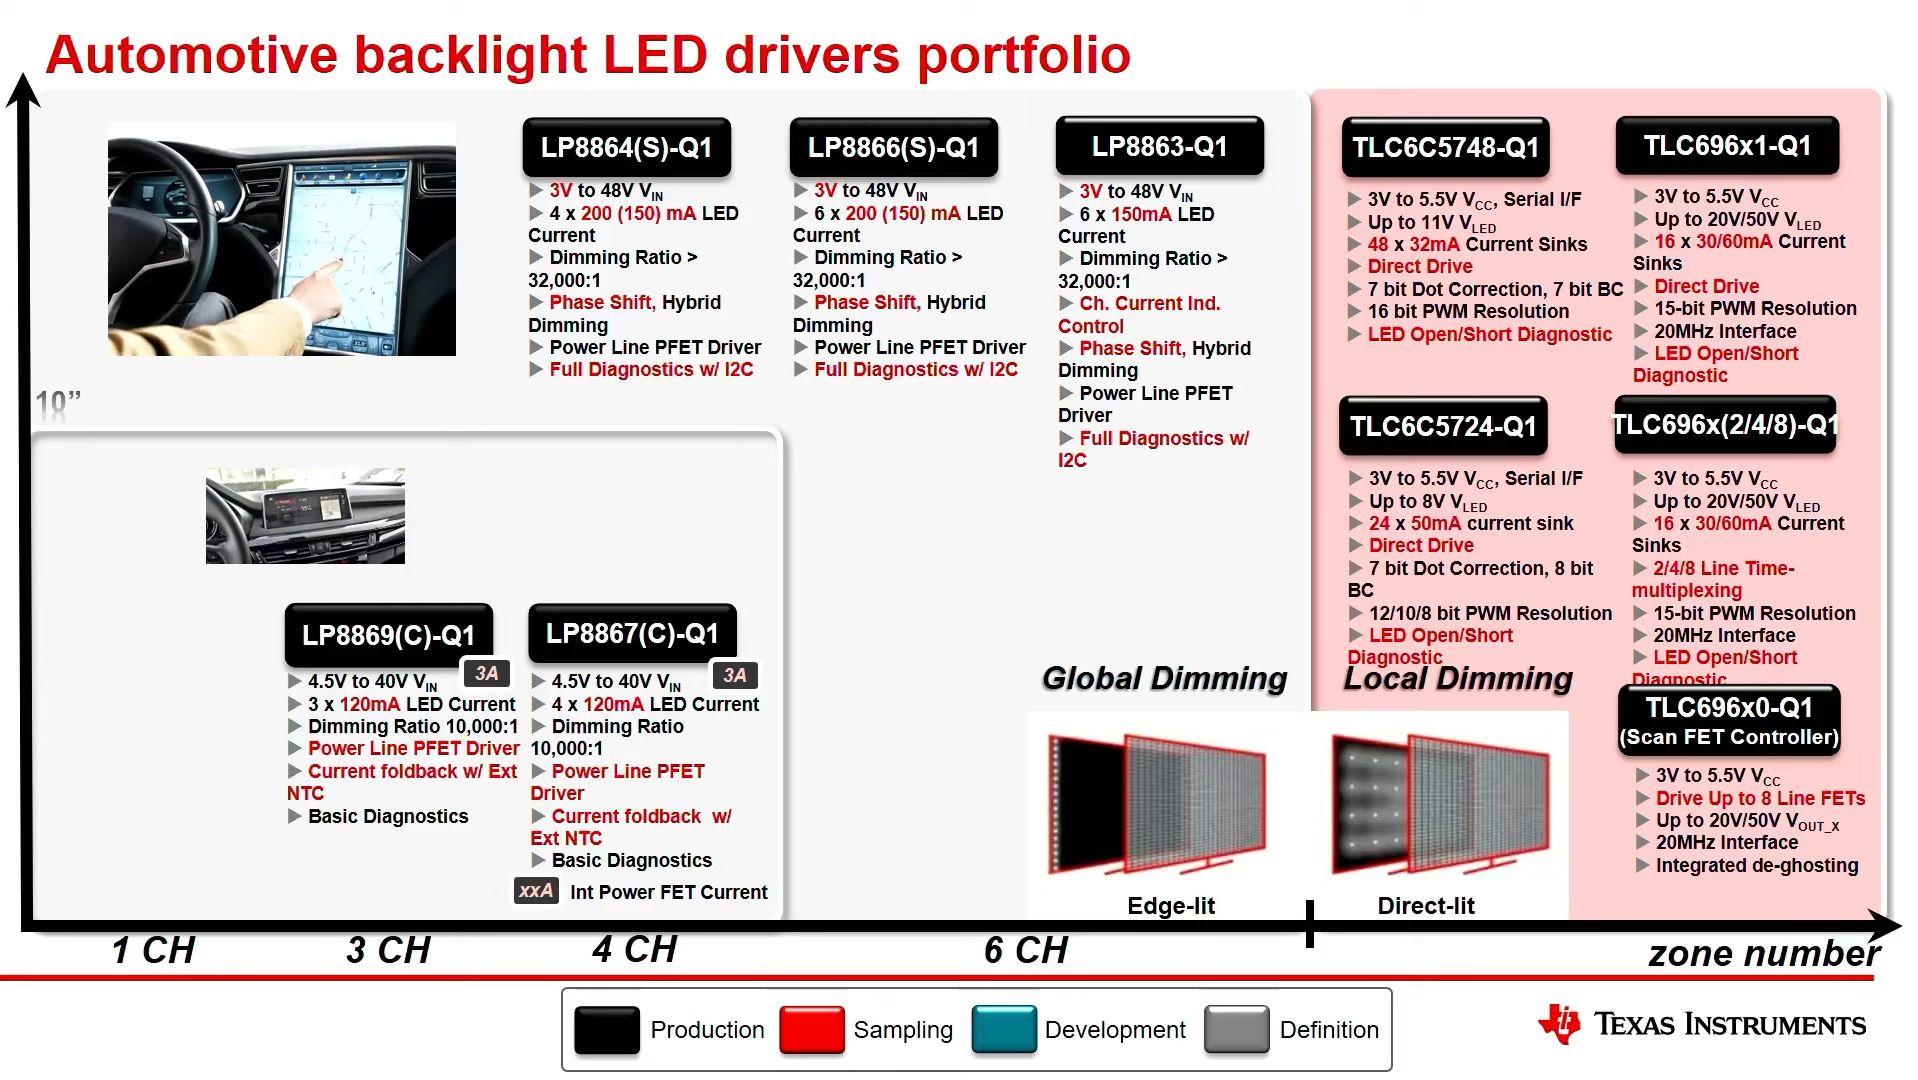 Automotive backlight LED drivers portfolio
LP8864(S)-Q1
3V to 48V VIN
4 x 200 (150) mA LED
Current
Dimming Ratio >
32,000:1
Phase Shift, Hybrid
Dimming
Power Line PFET Driver
Full Diagnostics w/ I2C
LP8866(S)-Q1
3V to 48V VIN
6 x 200 (150) mA LED
Current
Dimming Ratio >
32,000:1
Phase Shift, Hybrid
Dimming
Power Line PFET Driver
Full Diagnostics w/ I2C
LP8863-Q1
3V to 48V VIN
6 x 150mA LED
Current
Dimming Ratio >
32,000:1
Ch. Current Ind.
Control
Phase Shift, Hybrid
Dimming
Power Line PFET
Driver
Full Diagnostics w/
I2C
TLC6C5748-Q1
3V to 5.5V VCC, Serial I/F
Up to 11V VLED
48 x 32mA Current Sinks
Direct Drive
7 bit Dot Correction, 7 bit BC
16 bit PWM Resolution
LED Open/Short Diagnostic
TLC696x1-Q1
3V to 5.5V VCC
Up to 20V/50V VLED
16 x 30/60mA Current
Sinks
Direct Drive
15-bit PWM Resolution
20MHz Interface
LED Open/Short
Diagnostic
10”
TLC6C5724-Q1
3V to 5.5V VCC, Serial I/F
Up to 8V VLED
24 x 50mA current sink
Direct Drive
7 bit Dot Correction, 8 bit
BC
12/10/8 bit PWM Resolution
LED Open/Short
Diagnostic
TLC696x(2/4/8)-Q1
3V to 5.5V VCC
Up to 20V/50V VLED
16 x 30/60mA Current
Sinks
2/4/8 Line Time-
multiplexing
15-bit PWM Resolution
20MHz Interface
LED Open/Short
Diagnostic
LP8869(C)-Q1
3A
4.5V to 40V VIN
3 x 120mA LED Current
Dimming Ratio 10,000:1
Power Line PFET Driver
Current foldback w/ Ext
NTC
Basic Diagnostics
LP8867(C)-Q1
3A
4.5V to 40V VIN
4 x 120mA LED Current
Dimming Ratio
10,000:1
Power Line PFET
Driver
Current foldback w/
Ext NTC
Basic Diagnostics
xxA Int Power FET Current
Global Dimming
Local Dimming
TLC696x0-Q1
(Scan FET Controller)
3V to 5.5V VCC
Drive Up to 8 Line FETs
Up to 20V/50V VOUT_X
20MHz Interface
Integrated de-ghosting
Edge-lit
Direct-lit
1 CH
3 CH
4 CH
6 CH
zone number
Production
Sampling
Development
Definition
TEXAS INSTRUMENTS